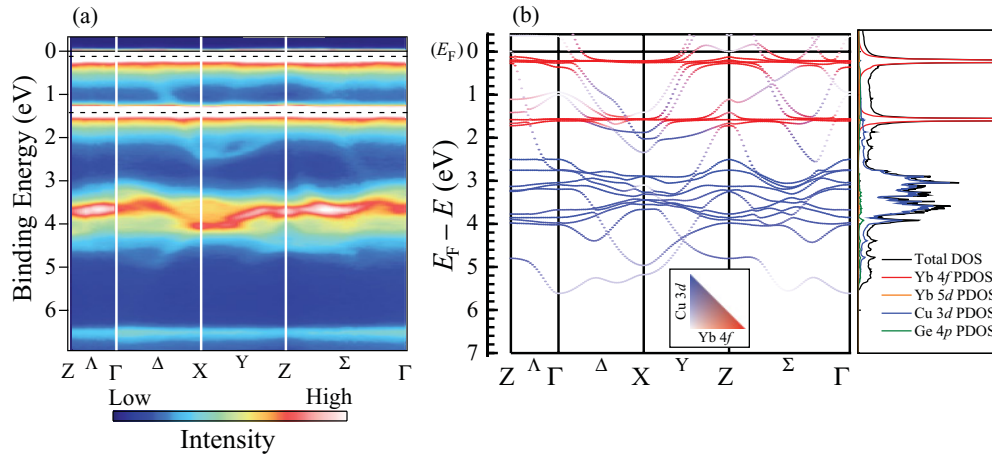 (a)
Binding Energy (eV)
0
1
2
3
4
5
6
Z Λ Γ Δ X Y Z Σ Γ
Low High
Intensity
(b)
(E_F) 0
1
2
3
4
5
6
7
E_F − E (eV)
Cu 3d
Yb 4f
Z Λ Γ Δ X Y Z Σ Γ
Total DOS
Yb 4f PDOS
Yb 5d PDOS
Cu 3d PDOS
Ge 4p PDOS